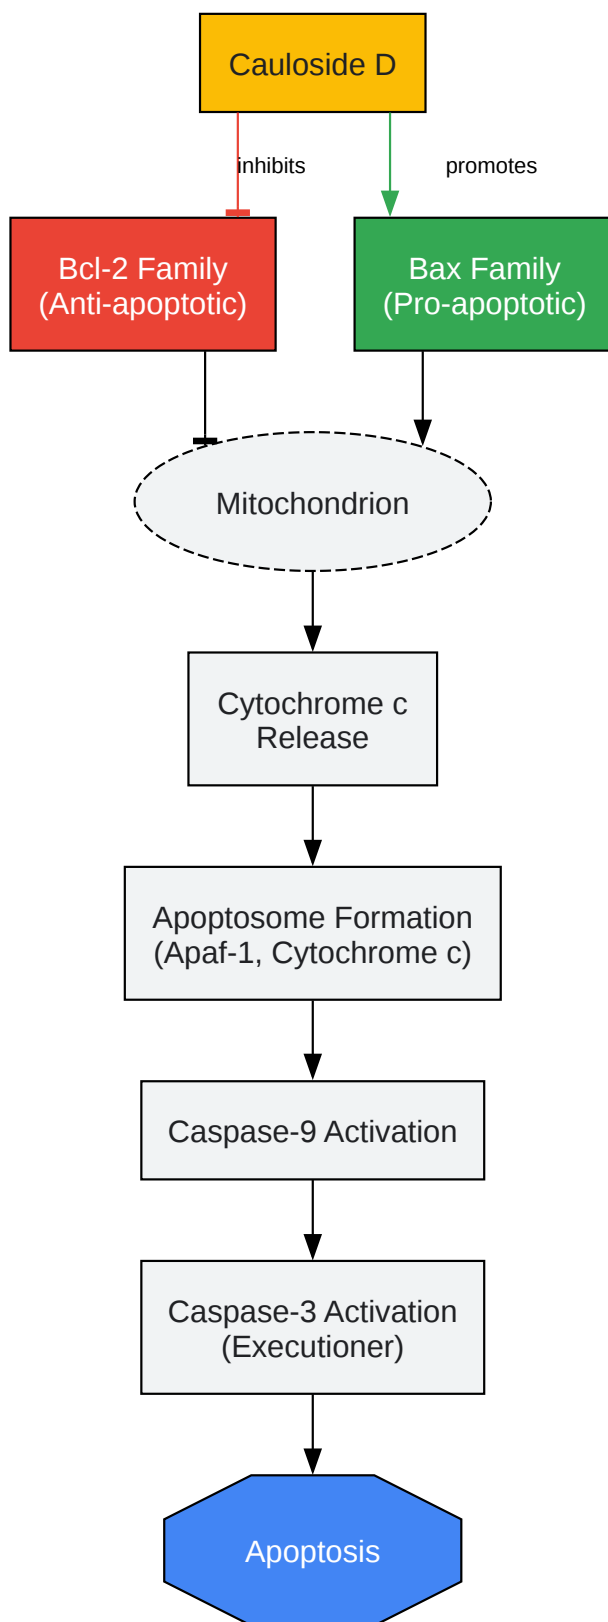 Cauloside D
inhibits
promotes
Bcl-2 Family
(Anti-apoptotic)
Bax Family
(Pro-apoptotic)
Mitochondrion
Cytochrome c
Release
Apoptosome Formation
(Apaf-1, Cytochrome c)
Caspase-9 Activation
Caspase-3 Activation
(Executioner)
Apoptosis